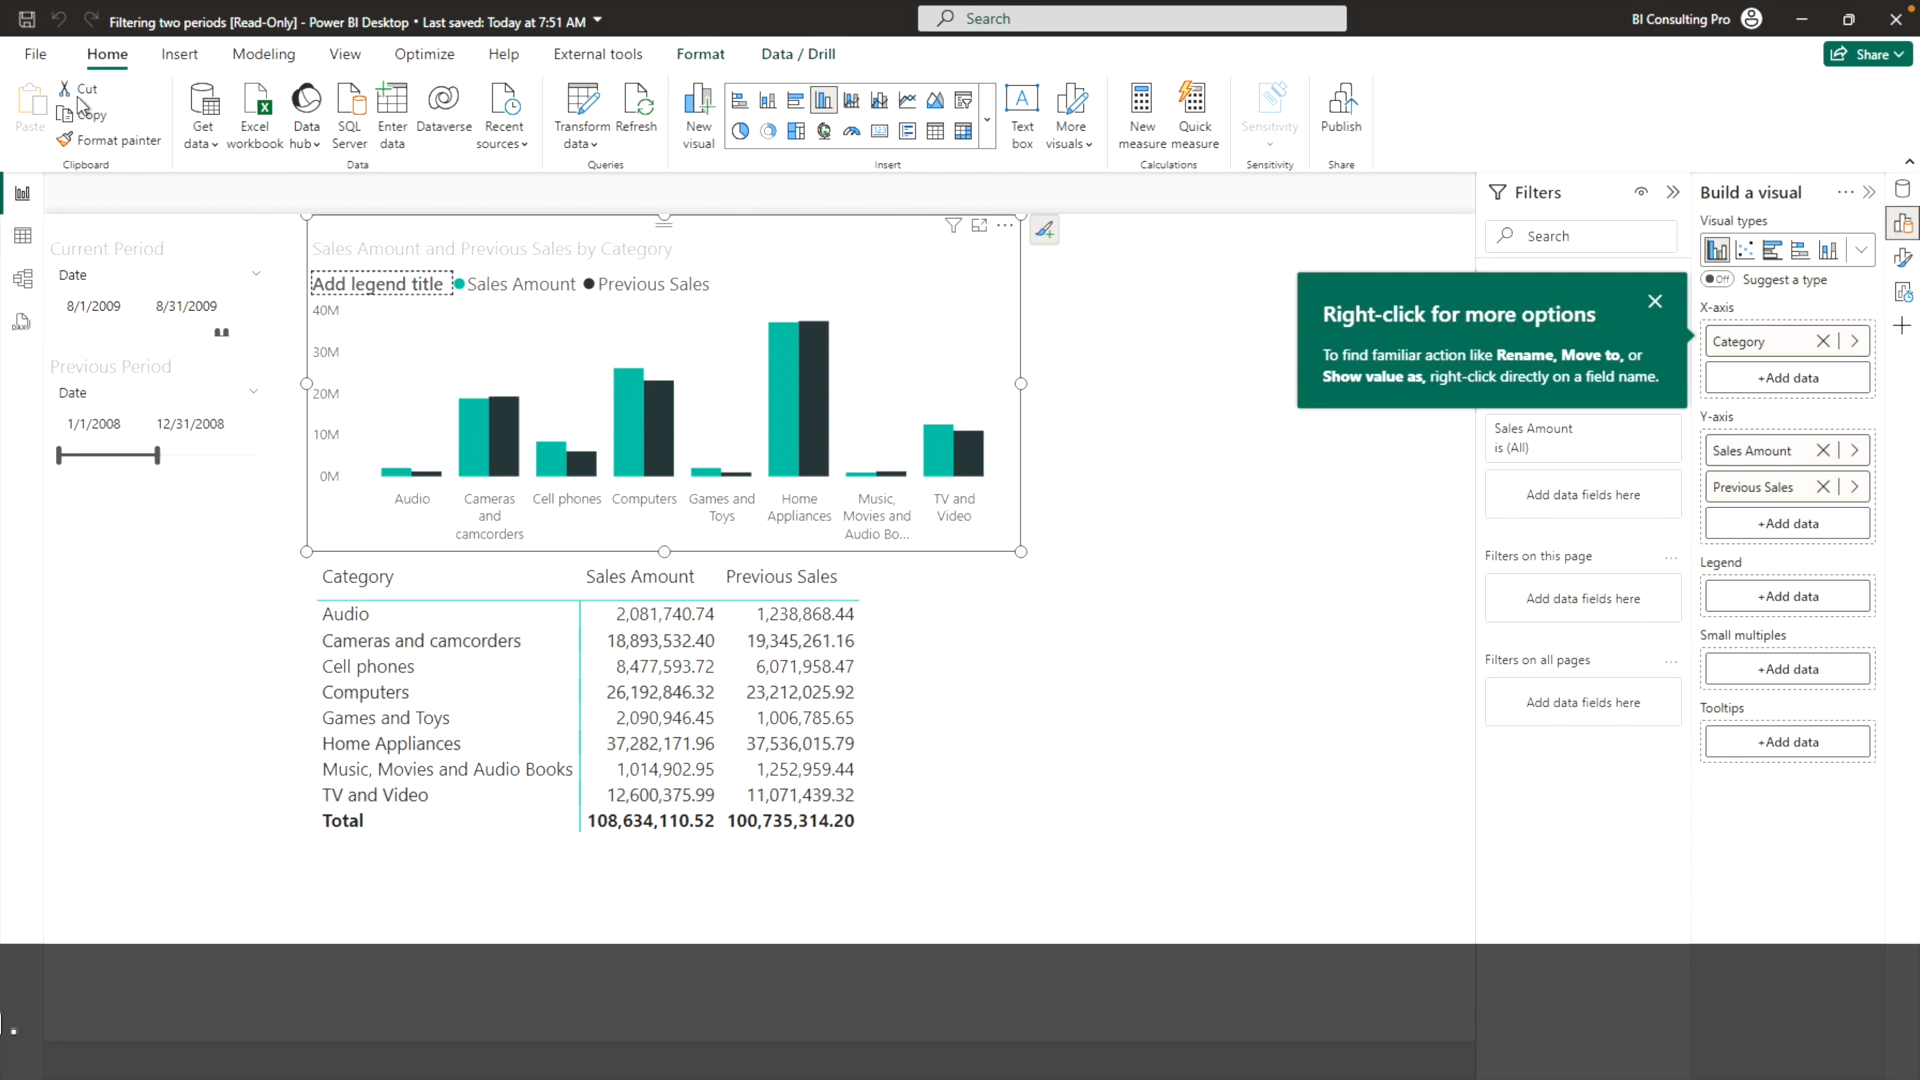 Filtering two periods [Read-Only] - Power BI Desktop • Last saved: Today at 7:51 AM
Search
BI Consulting Pro
File Home Insert Modeling View Optimize Help External tools Format Data / Drill
Share
Paste
Cut
Copy
Format painter
Clipboard
Get data
Excel workbook
Data hub
SQL Server
Enter data
Dataverse
Recent sources
Data
Transform data
Refresh
Queries
New visual
Insert
Text box
More visuals
New measure
Quick measure
Calculations
Sensitivity
Sensitivity
Publish
Share
Current Period
Date
8/1/2009 8/31/2009
Previous Period
Date
1/1/2008 12/31/2008
Sales Amount and Previous Sales by Category
Add legend title Sales Amount Previous Sales
40M
30M
20M
10M
0M
Audio
Cameras and camcorders
Cell phones
Computers
Games and Toys
Home Appliances
Music, Movies and Audio Bo...
TV and Video
Category Sales Amount Previous Sales
Audio 2,081,740.74 1,238,868.44
Cameras and camcorders 18,893,532.40 19,345,261.16
Cell phones 8,477,593.72 6,071,958.47
Computers 26,192,846.32 23,212,025.92
Games and Toys 2,090,946.45 1,006,785.65
Home Appliances 37,282,171.96 37,536,015.79
Music, Movies and Audio Books 1,014,902.95 1,252,959.44
TV and Video 12,600,375.99 11,071,439.32
Total 108,634,110.52 100,735,314.20
Filters
Search
Right-click for more options
To find familiar action like Rename, Move to, or
Show value as, right-click directly on a field name.
Sales Amount
is (All)
Add data fields here
Filters on this page
Add data fields here
Filters on all pages
Add data fields here
Build a visual
Visual types
Off Suggest a type
X-axis
Category
+Add data
Y-axis
Sales Amount
Previous Sales
+Add data
Legend
+Add data
Small multiples
+Add data
Tooltips
+Add data